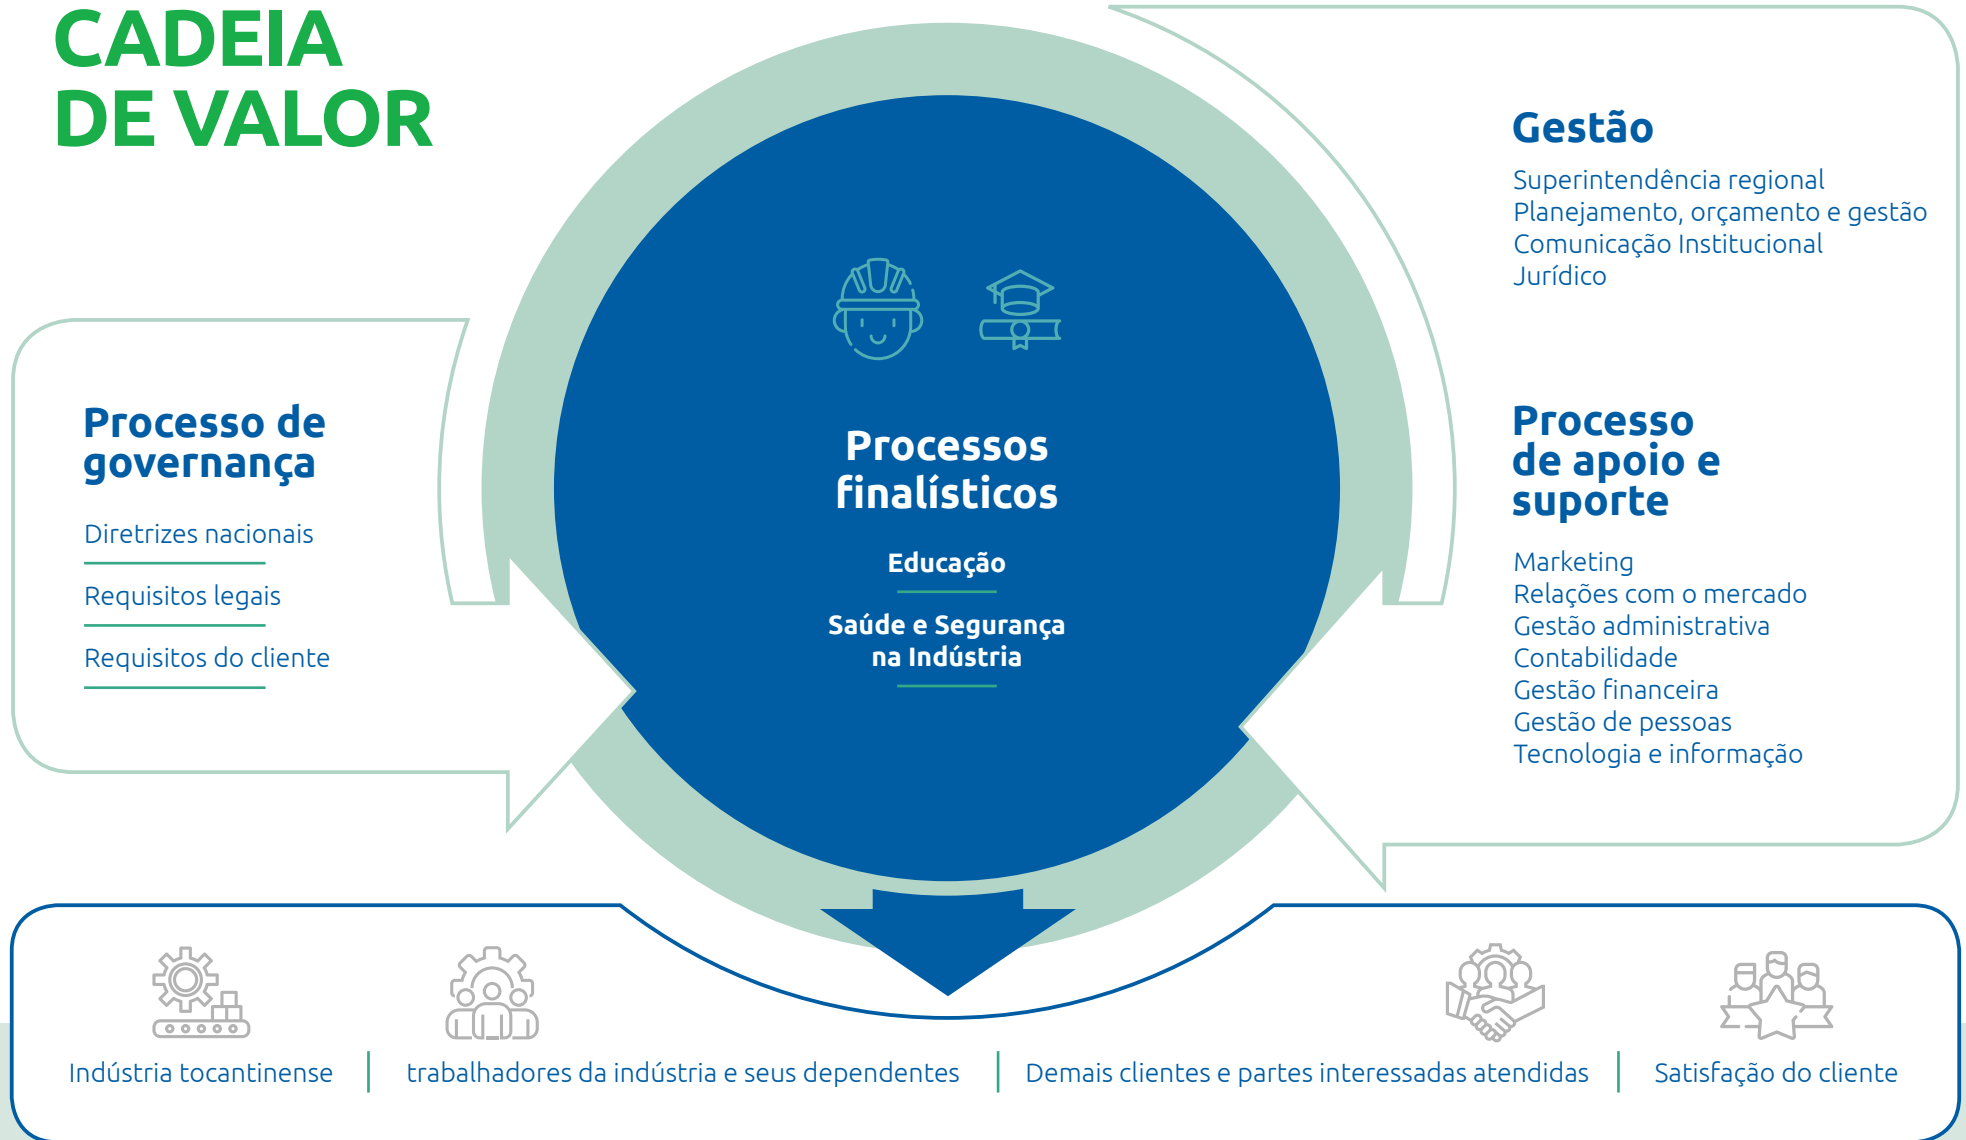 CADEIA
DE VALOR
Processo de
governança
Diretrizes nacionais
Requisitos legais
Requisitos do cliente
Processos
finalísticos
Educação
Saúde e Segurança
na Indústria
Gestão
Superintendência regional
Planejamento, orçamento e gestão
Comunicação Institucional
Jurídico
Processo
de apoio e
suporte
Marketing
Relações com o mercado
Gestão administrativa
Contabilidade
Gestão financeira
Gestão de pessoas
Tecnologia e informação
Indústria tocantinense
trabalhadores da indústria e seus dependentes
Demais clientes e partes interessadas atendidas
Satisfação do cliente